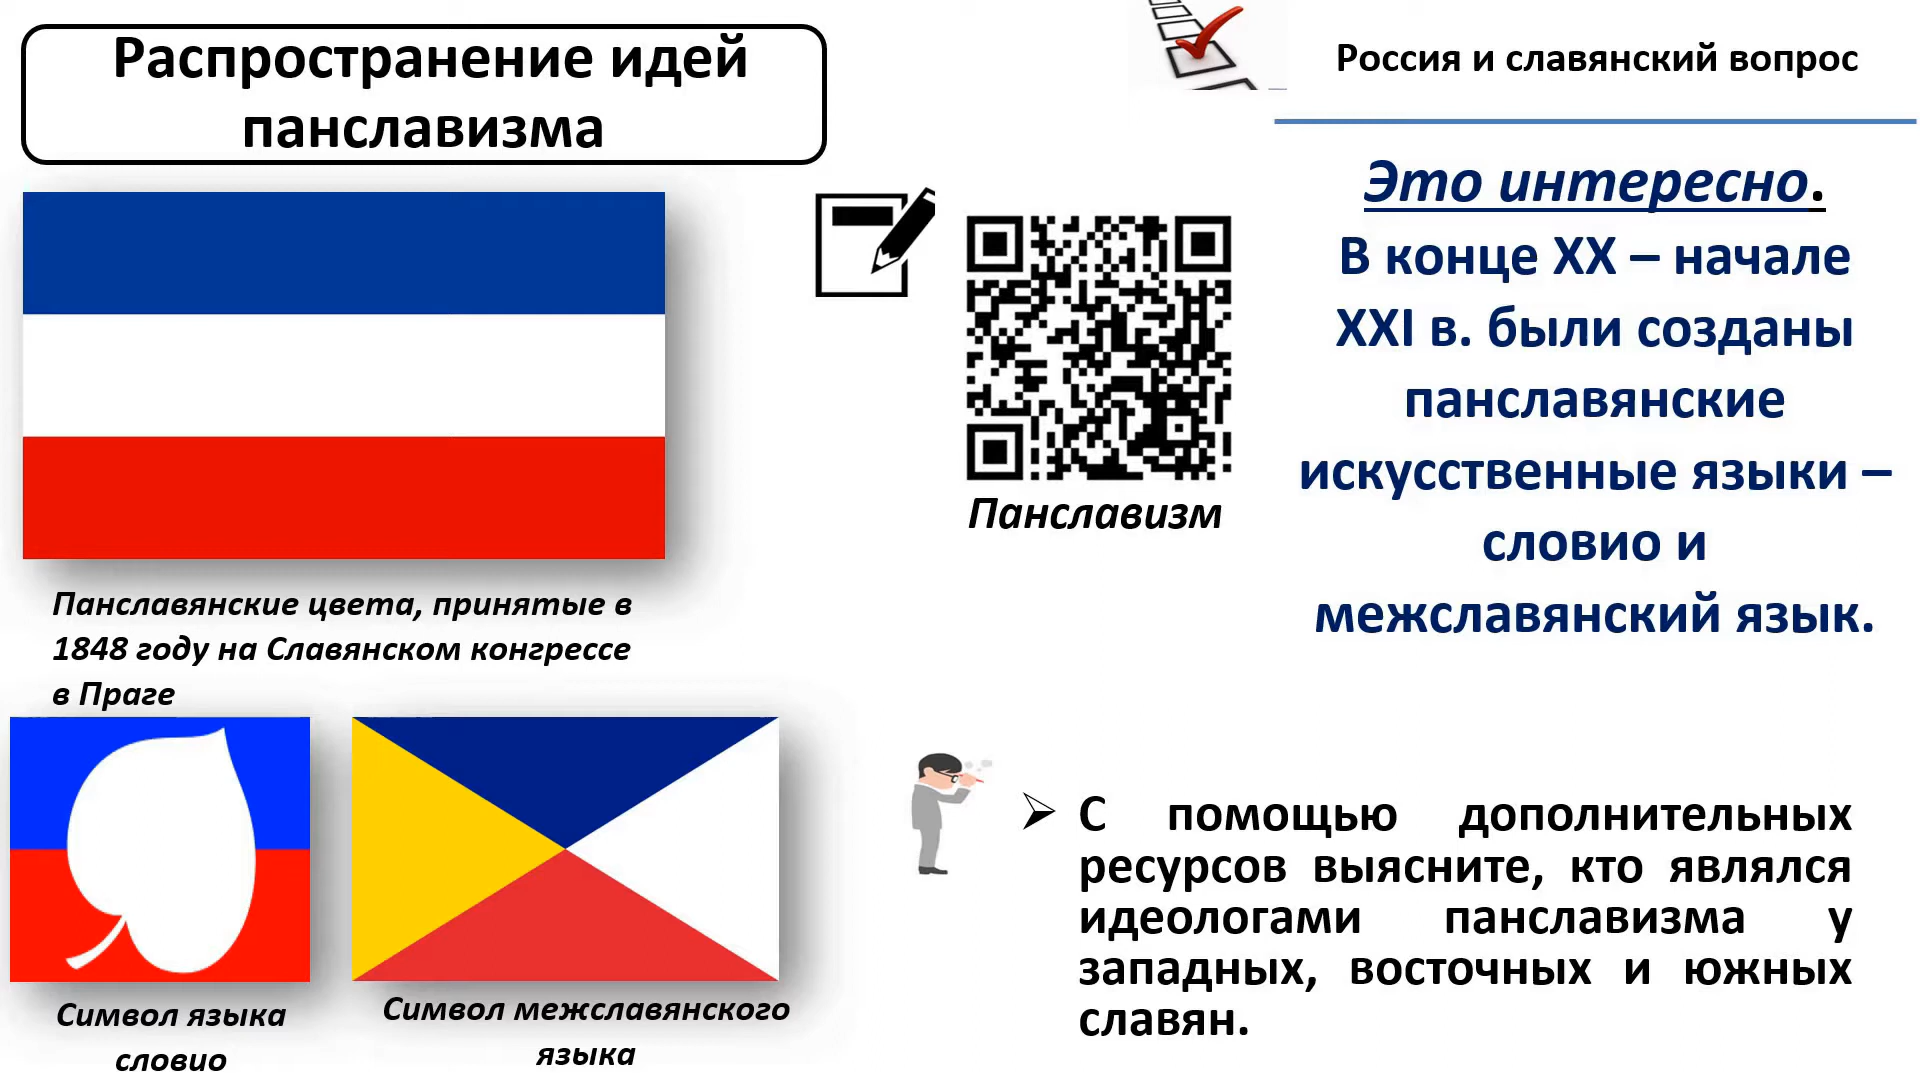 Распространение идей
панславизма
Россия и славянский вопрос
Это интересно.
В конце XX – начале
XXI в. были созданы
панславянские
искусственные языки –
словио и
межславянский язык.
Панславизм
Панславянские цвета, принятые в
1848 году на Славянском конгрессе
в Праге
Символ языка
словио
Символ межславянского
языка
➢ С помощью дополнительных
ресурсов выясните, кто являлся
идеологами панславизма у
западных, восточных и южных
славян.